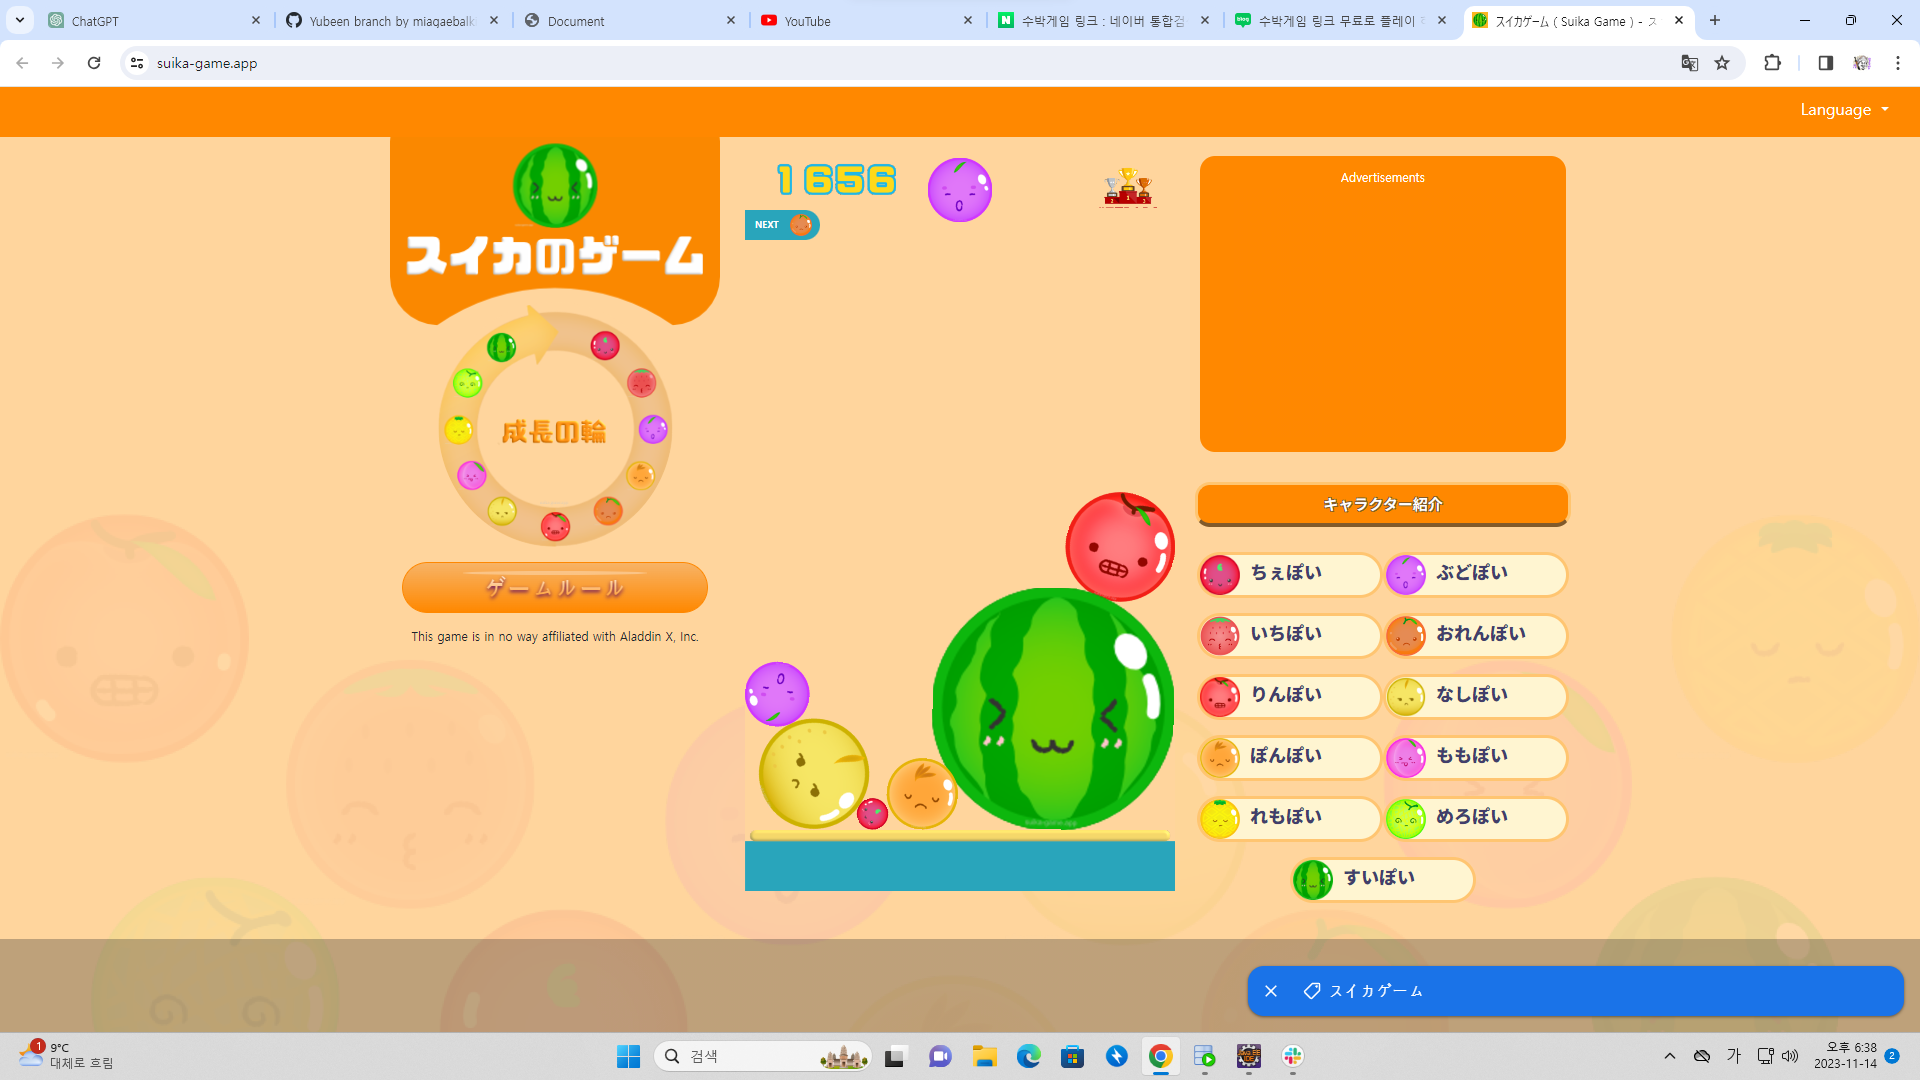 ChatGPT
Yubeen branch by miaqaebalk
Document
YouTube
수박게임 링크 : 네이버 통합검
수박게임 링크 무료로 플레이
スイカゲーム ( Suika Game ) - ス
suika-game.app
Language
スイカのゲーム
成長の輪
ゲームルール
This game is in no way affiliated with Aladdin X, Inc.
1656
NEXT
Advertisements
キャラクター紹介
ちぇぽい
ぶどぽい
いちぽい
おれんぽい
りんぽい
なしぽい
ぽんぽい
ももぽい
れもぽい
めろぽい
すいぽい
スイカゲーム
1
9°C
대체로 흐림
검색
가
오후 6:38
2023-11-14
2